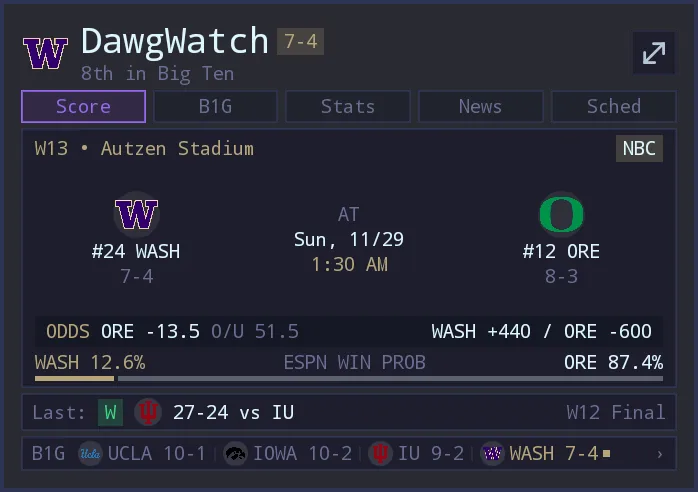 W DawgWatch 7-4
8th in Big Ten
Score B1G Stats News Sched
W13 • Autzen Stadium NBC
W AT O
Sun, 11/29
#24 WASH #12 ORE
7-4 1:30 AM 8-3
ODDS ORE -13.5 O/U 51.5 WASH +440 / ORE -600
WASH 12.6% ESPN WIN PROB ORE 87.4%
Last: W 27-24 vs IU W12 Final
B1G Ucla UCLA 10-1 IOWA 10-2 IU 9-2 W WASH 7-4 ›